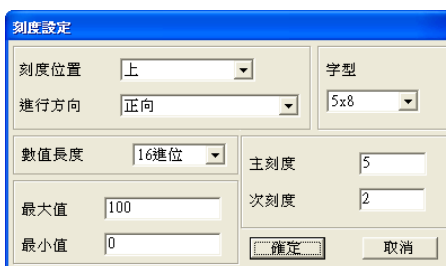 刻度設定
刻度位置 上
字型
進行方向 正向
5x8
數值長度 16進位
主刻度 5
最大值 100
次刻度 2
最小值 0
確定 取消